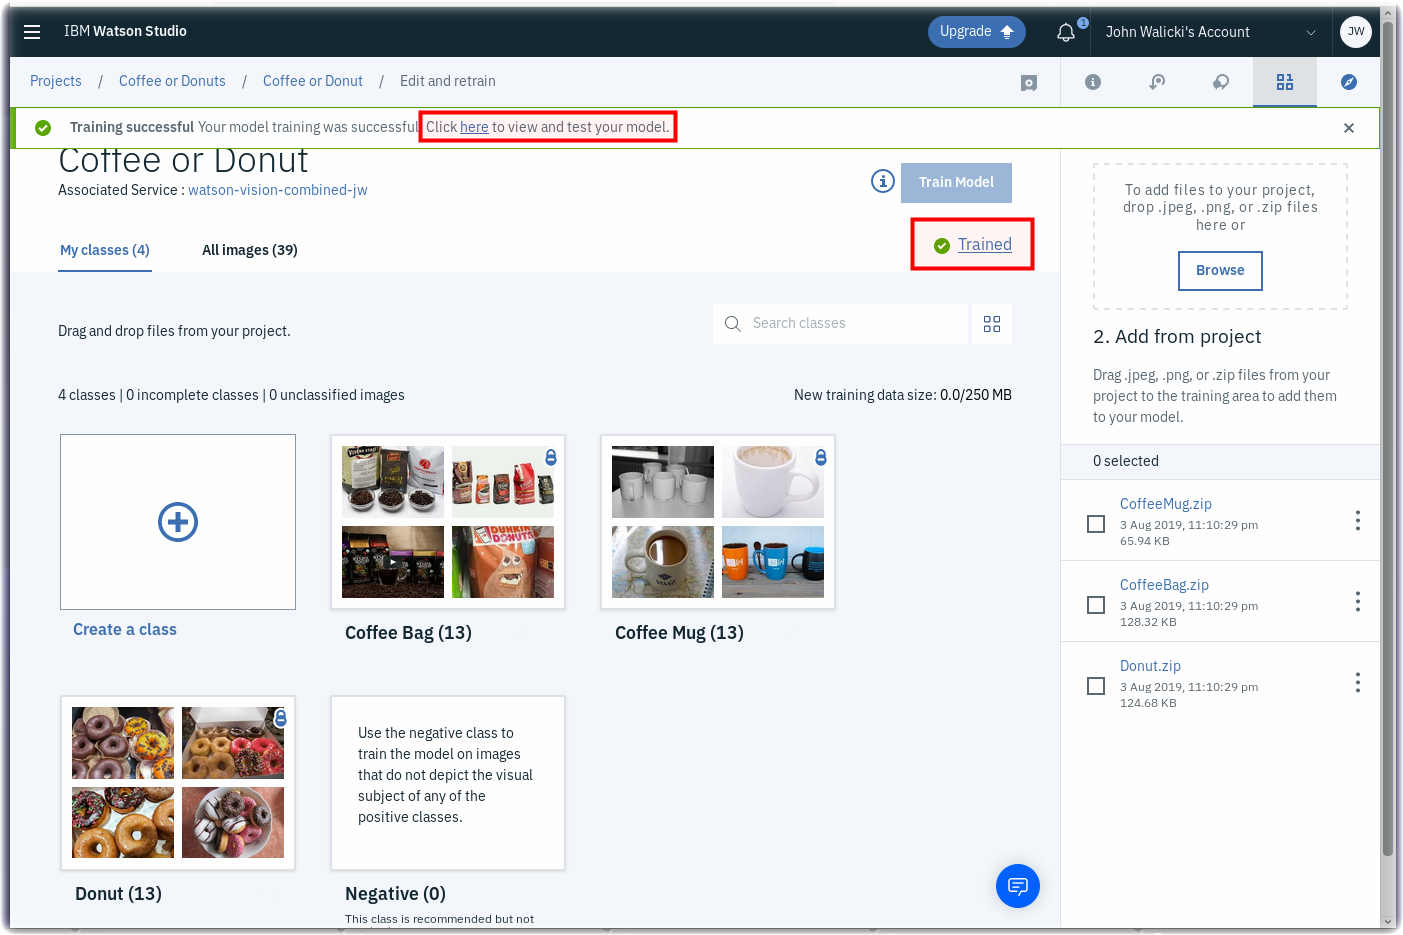 IBM Watson Studio
Upgrade
1
John Walicki's Account
JW
Projects / Coffee or Donuts / Coffee or Donut / Edit and retrain
Training successful Your model training was successful. Click here to view and test your model.
Coffee or Donut
Associated Service : watson-vision-combined-jw
Train Model
My classes (4)
All images (39)
Trained
Drag and drop files from your project.
Search classes
4 classes | 0 incomplete classes | 0 unclassified images
New training data size: 0.0/250 MB
DUNKIN'
DONUTS
Create a class
Coffee Bag (13)
Coffee Mug (13)
Use the negative class to
train the model on images
that do not depict the visual
subject of any of the
positive classes.
Donut (13)
Negative (0)
This class is recommended but not
To add files to your project,
drop .jpeg, .png, or .zip files
here or
Browse
2. Add from project
Drag .jpeg, .png, or .zip files from your
project to the training area to add them
to your model.
0 selected
CoffeeMug.zip
3 Aug 2019, 11:10:29 pm
65.94 KB
CoffeeBag.zip
3 Aug 2019, 11:10:29 pm
128.32 KB
Donut.zip
3 Aug 2019, 11:10:29 pm
124.68 KB